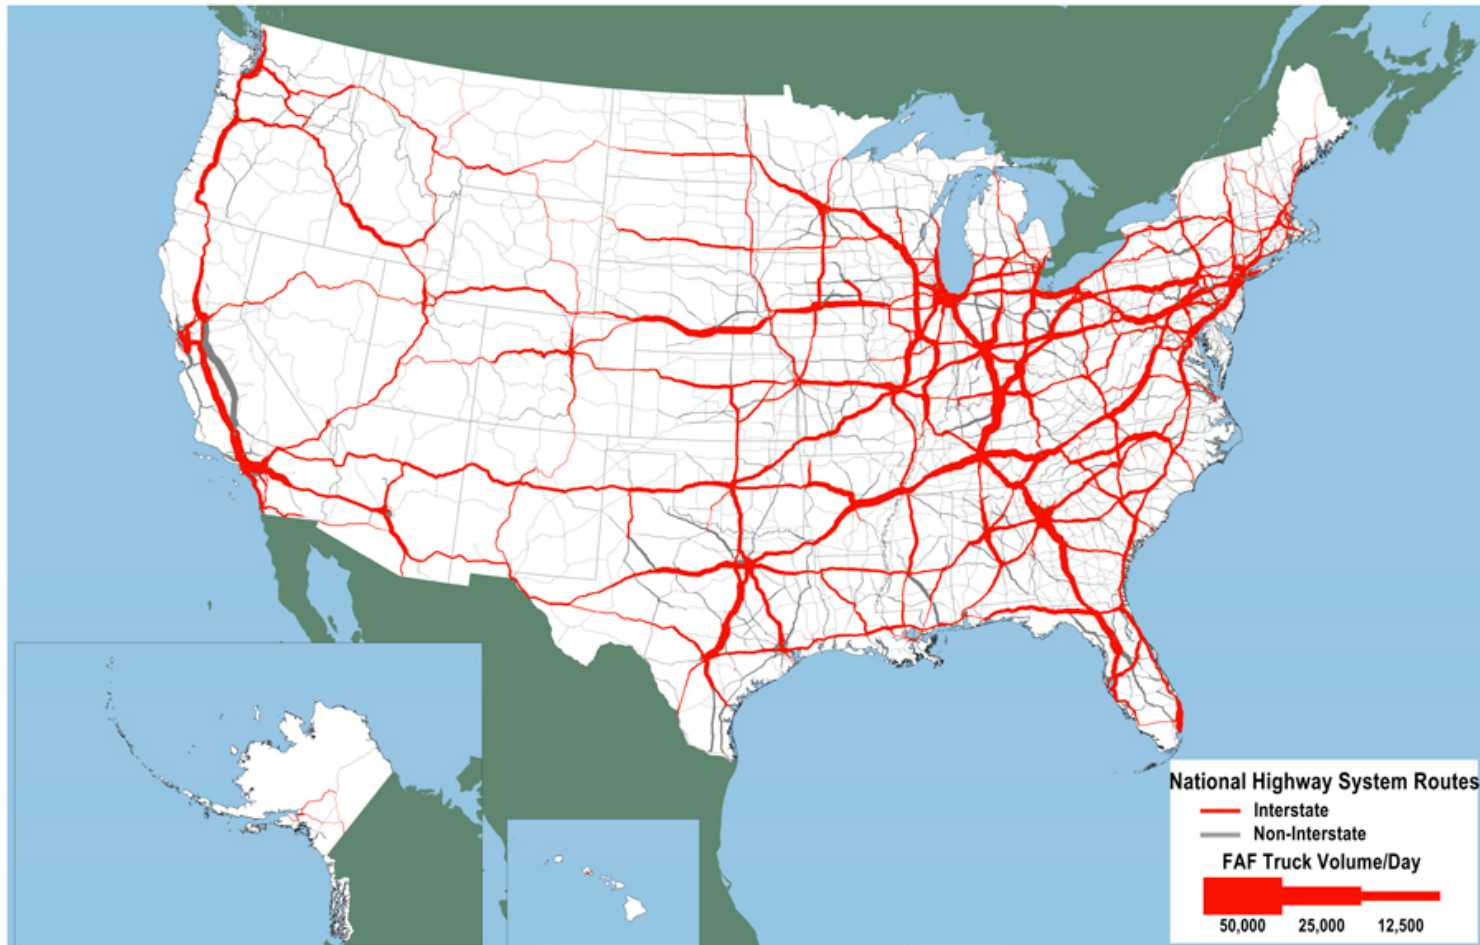 National Highway System Routes
Interstate
Non-Interstate
FAF Truck Volume/Day
50,000 25,000 12,500